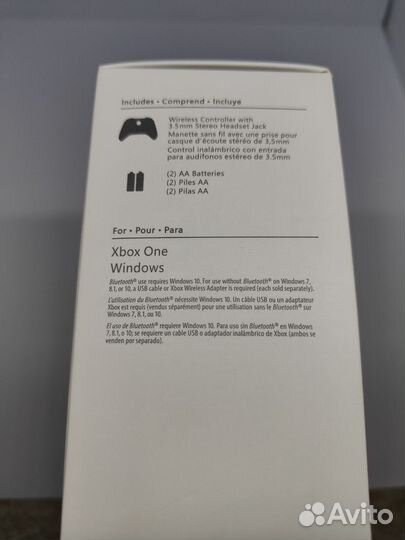 Includes • Comprend • Incluye
Wireless Controller with
3.5mm Stereo Headset Jack
Manette sans fil avec une prise pour
casque d'écoute stéréo de 3,5mm
Control inalámbrico con entrada
para audífonos estéreo de 3.5mm
(2) AA Batteries
(2) Piles AA
(2) Pilas AA
For • Pour • Para
Xbox One
Windows
Bluetooth® use requires Windows 10. For use without Bluetooth® on Windows 7,
8.1, or 10, a USB cable or Xbox Wireless Adapter is required (each sold separately).
L'utilisation du Bluetooth® nécessite Windows 10. Un câble USB ou un adaptateur
Xbox est requis (vendus séparément) pour une utilisation sans le Bluetooth® sur
Windows 7, 8.1, ou 10.
El uso de Bluetooth® requiere Windows 10. Para uso sin Bluetooth® en Windows
7, 8.1, o 10; se requiere un cable USB o adaptador inalámbrico de Xbox (ambos se
venden por separado).
Avito